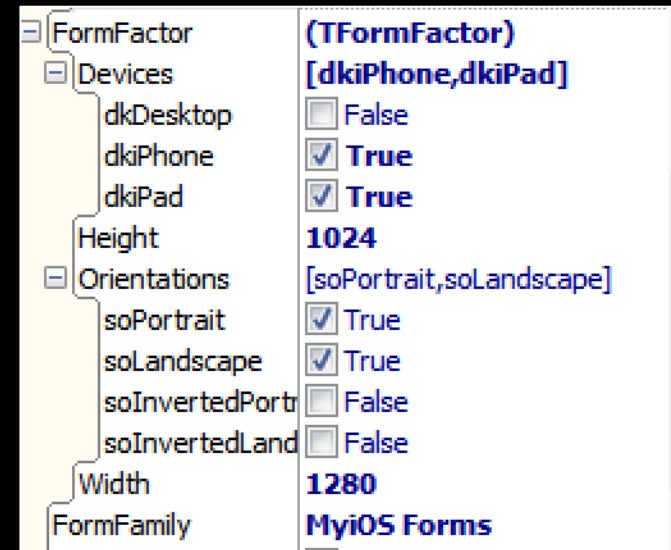 FormFactor (TFormFactor)
Devices [dkiPhone,dkiPad]
dkDesktop False
dkiPhone True
dkiPad True
Height 1024
Orientations [soPortrait,soLandscape]
soPortrait True
soLandscape True
soInvertedPortr False
soInvertedLand False
Width 1280
FormFamily MyiOS Forms